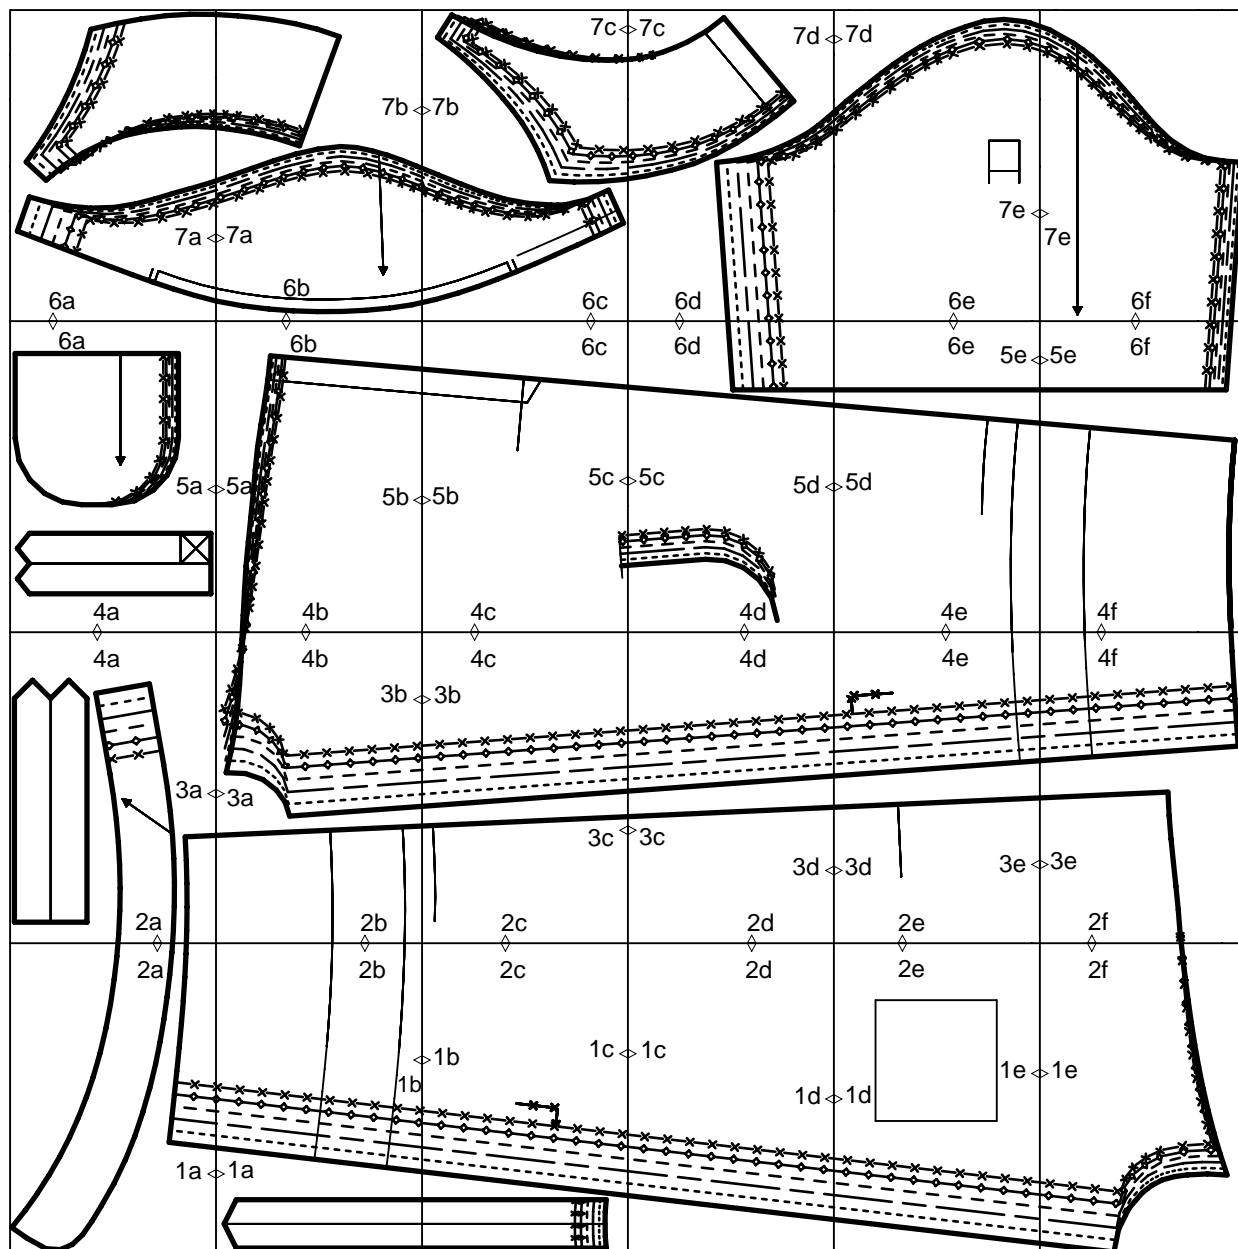 7c 7c
7d 7d
7b 7b
7e
7e
7a 7a
6a 6b 6c 6d 6e 6f
6a 6b 6c 6d 6e 6f
5e 5e
5a 5a 5b 5b 5c 5c 5d 5d
4a 4b 4c 4d 4e 4f
4a 4b 4c 4d 4e 4f
3b 3b
3a 3a
3c 3c
3d 3d 3e 3e
2a 2b 2c 2d 2e 2f
2a 2b 2c 2d 2e 2f
1b 1c 1c
1e 1e
1b 1d 1d
1a 1a